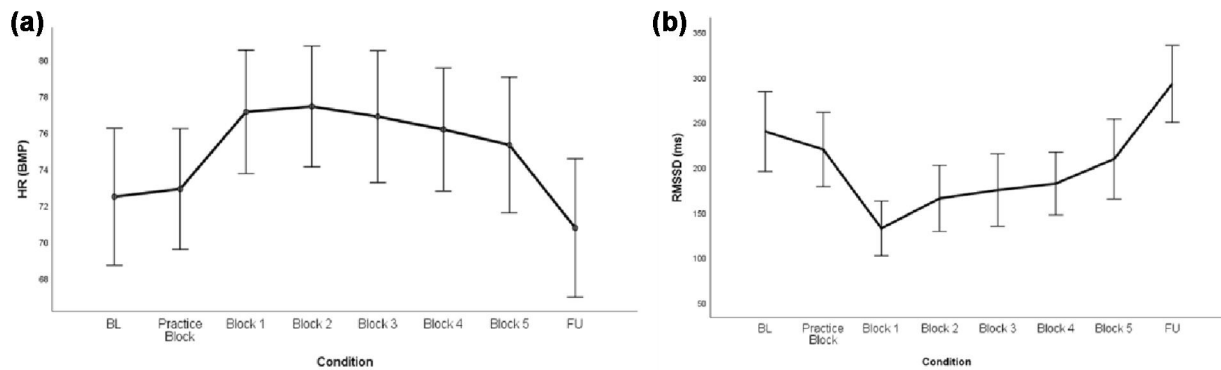 (a)
HR (BMP)
80
78
76
74
72
70
68
BL
Practice
Block
Block 1
Block 2
Block 3
Block 4
Block 5
FU
Condition
(b)
RMSSD (ms)
350
300
250
200
150
100
50
BL
Practice
Block
Block 1
Block 2
Block 3
Block 4
Block 5
FU
Condition